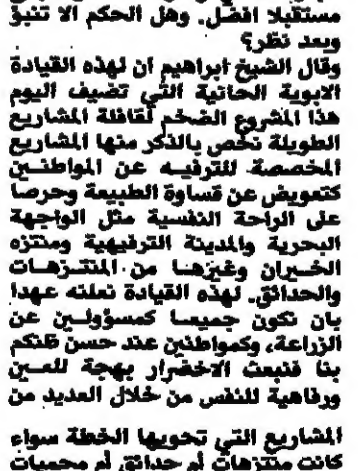 مستقبلا افضل. وهل الحكم الا تنبؤ
وبعد نظر؟
وقال الشيخ ابراهيم ان لهذه القيادة
الابوية الحانية التي تضيف اليوم
هذا المشروع الضخم لقافلة المشاريع
الطويلة نخص بالذكر منها المشاريع
المخصصة للترفيه عن المواطنين
كتعويض عن قساوة الطبيعة وحرصا
على الراحة النفسية مثل الواجهة
البحرية والمدينة الترفيهية ومنتزه
الخيران وغيرها من المنتزهات
والحدائق. لهذه القيادة نعلنه عهدا
بان نكون جميعا كمسؤولين عن
الزراعة، وكمواطنين عند حسن ظنكم
بنا فنبعث الاخضرار بهجة للعين
ورفاهية للنفس من خلال العديد من
المشاريع التي تحويها الخطة سواء
كانت منتزهات أم حدائق أم محميات